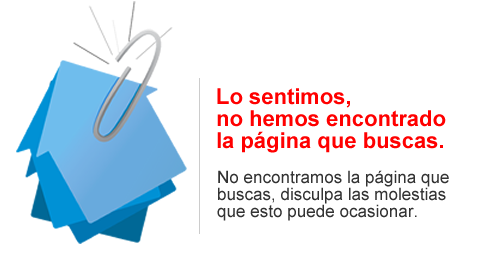 Lo sentimos,
no hemos encontrado
la página que buscas.
No encontramos la página que
buscas, disculpa las molestias
que esto puede ocasionar.